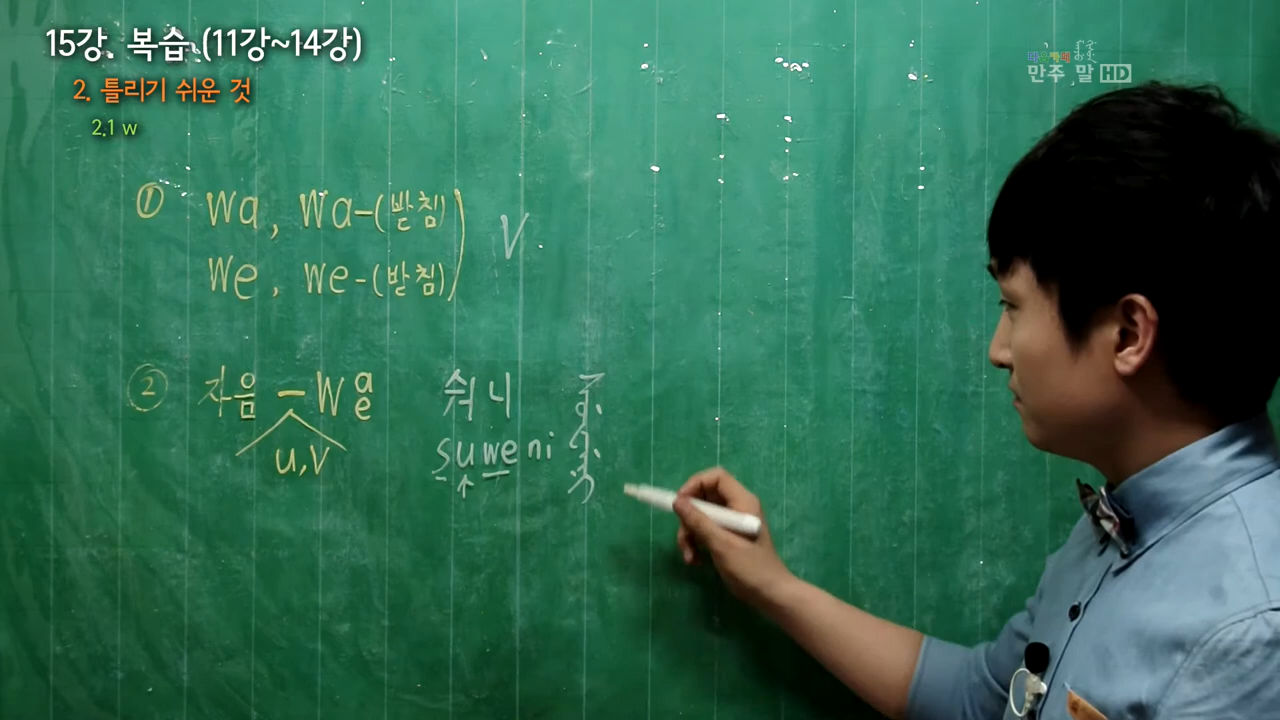 15강. 복습 (11강~14강)
2. 틀리기 쉬운 것
2.1 w
만주 말 HD
① wa, wa-(받침)
we, we-(받침)
v
② 자음 - w a e
u, v
쉬니
suweni